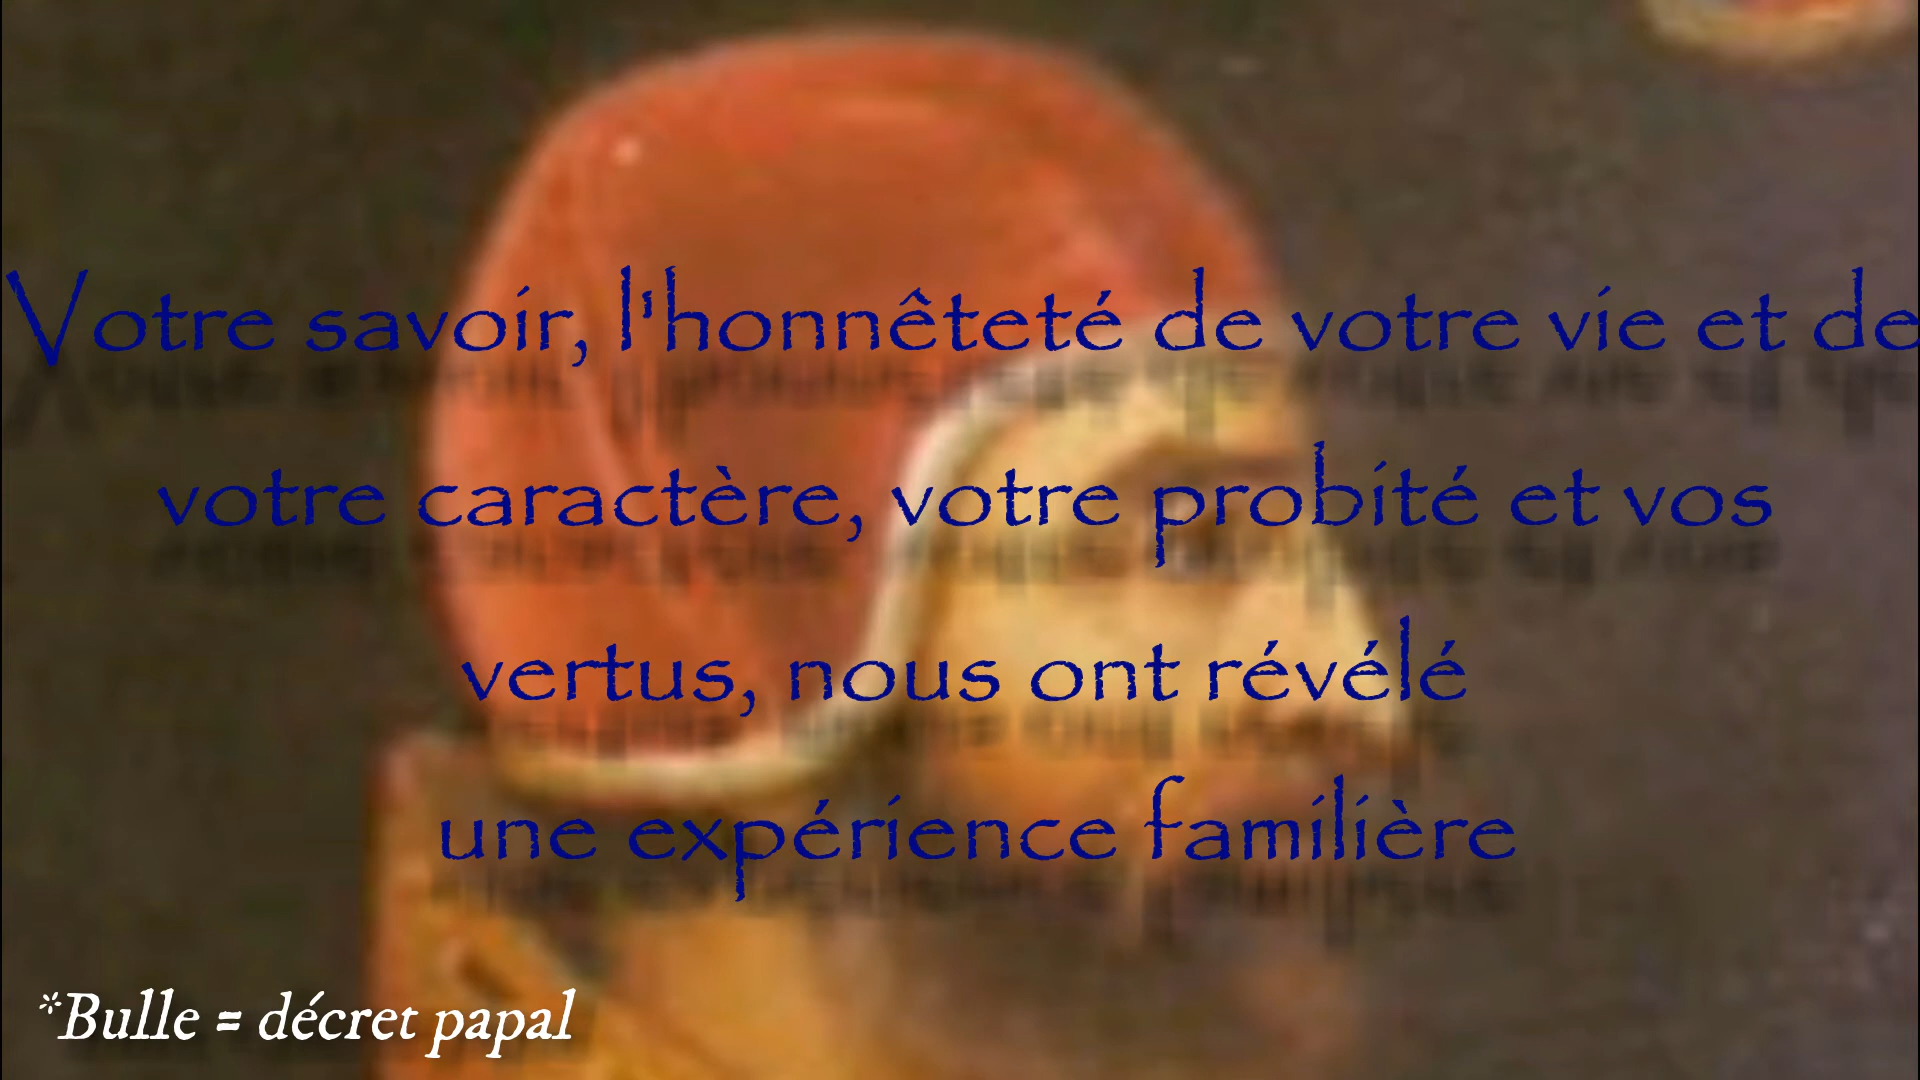 Votre savoir, l'honnêteté de votre vie et de
votre caractère, votre probité et vos
vertus, nous ont révélé
une expérience familière
*Bulle = décret papal